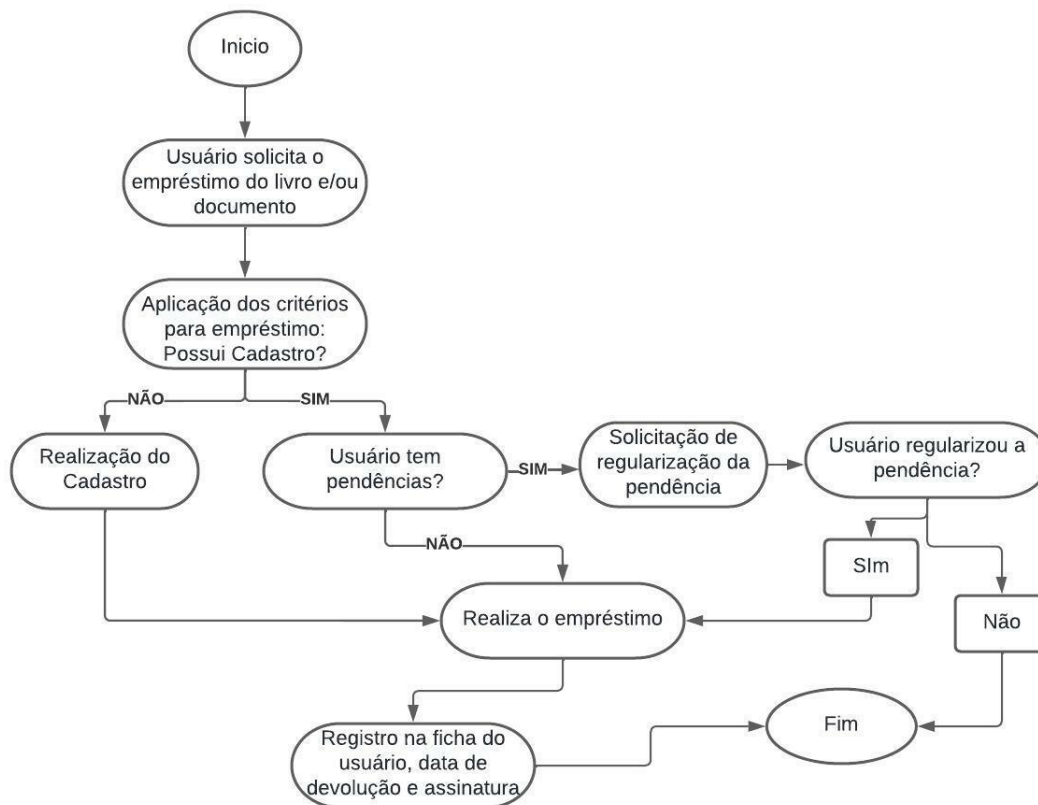 Inicio
Usuário solicita o
empréstimo do livro e/ou
documento
Aplicação dos critérios
para empréstimo:
Possui Cadastro?
NÃO
SIM
Realização do
Cadastro
Usuário tem
pendências?
SIM
Solicitação de
regularização da
pendência
Usuário regularizou a
pendência?
NÃO
SIm
Não
Realiza o empréstimo
Registro na ficha do
usuário, data de
devolução e assinatura
Fim